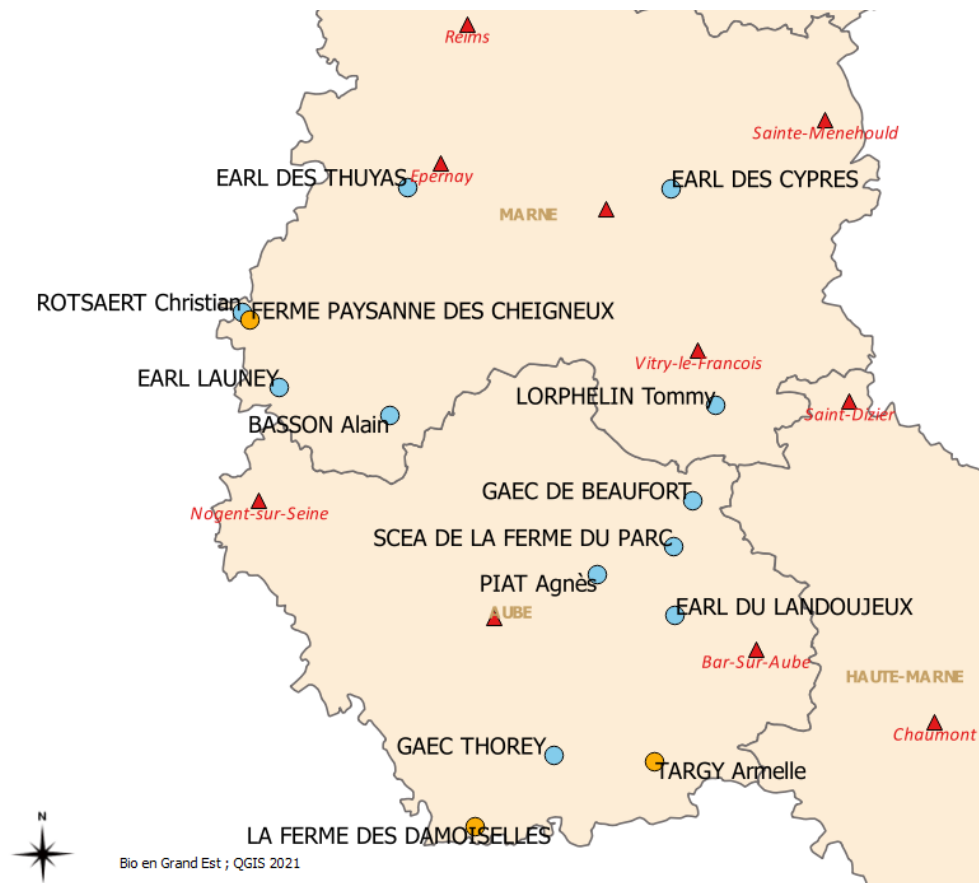 Reims
Sainte-Menehould
EARL DES THUYAS
Epernay
EARL DES CYPRES
MARNE
ROTSAERT Christian
FERME PAYSANNE DES CHEIGNEUX
Vitry-le-Francois
EARL LAUNEY
LORPHELIN Tommy
Saint-Dizier
BASSON Alain
GAEC DE BEAUFORT
Nogent-sur-Seine
SCEA DE LA FERME DU PARC
PIAT Agnès
EARL DU LANDOUJEUX
AUBE
Bar-Sur-Aube
HAUTE-MARNE
Chaumont
GAEC THOREY
TARGY Armelle
N
LA FERME DES DAMOISELLES
Bio en Grand Est ; QGIS 2021